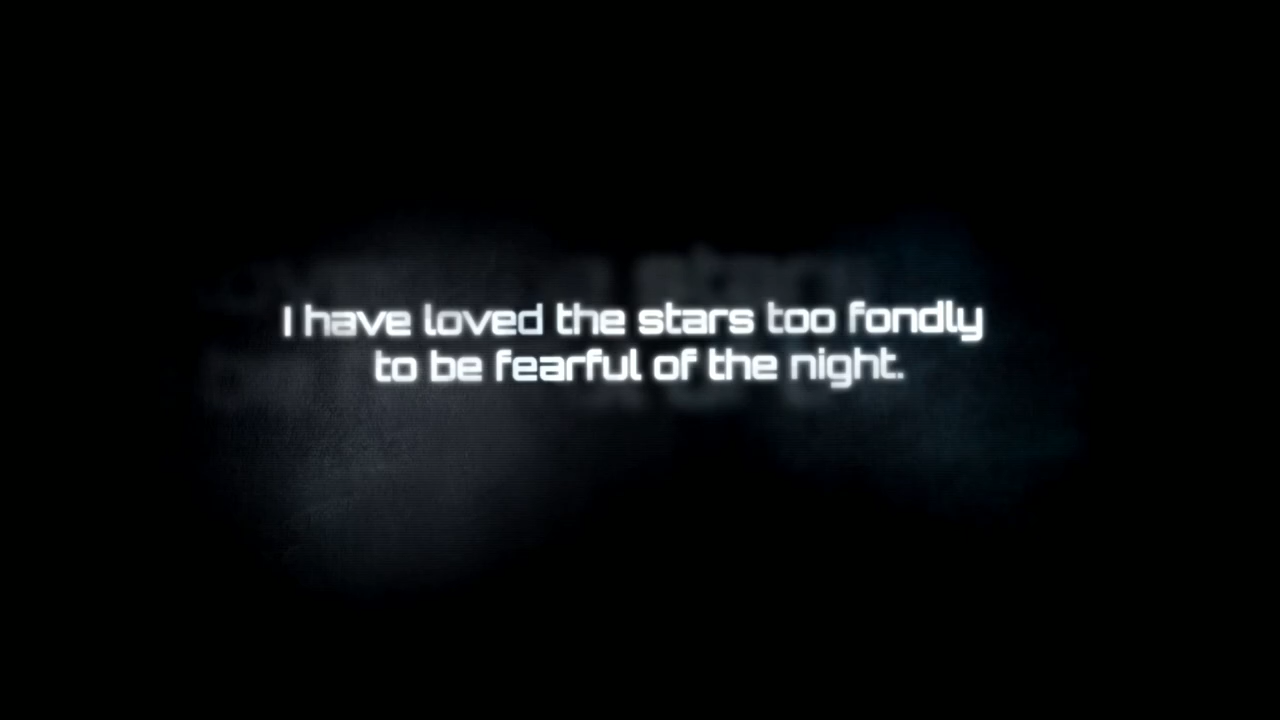 I have loved the stars too fondly
to be fearful of the night.